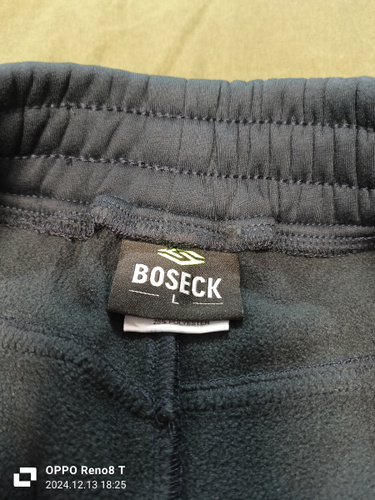 BOSECK
L
OPPO Reno8 T
2024.12.13 18:25